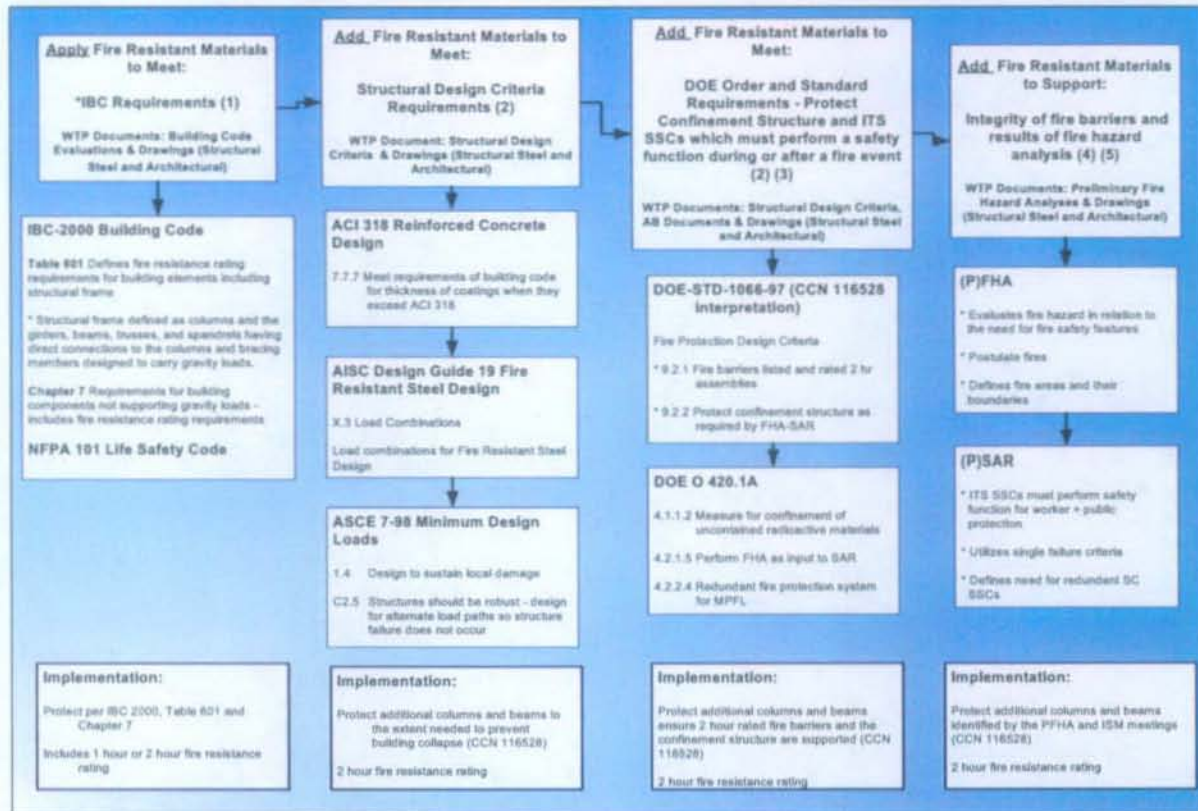 Apply Fire Resistant Materials
to Meet:
*IBC Requirements (1)
WTP Documents: Building Code
Evaluations & Drawings (Structural
Steel and Architectural)
IBC-2000 Building Code
Table 601 Defines fire resistance rating
requirements for building elements including
structural frame
* Structural frame defined as columns and the
girders, beams, trusses, and spandrels having
direct connections to the columns and bracing
members designed to carry gravity loads.
Chapter 7 Requirements for building
components not supporting gravity loads -
includes fire resistance rating requirements
NFPA 101 Life Safety Code
Implementation:
Protect per IBC 2000, Table 601 and
Chapter 7
Includes 1 hour or 2 hour fire resistance
rating
Add Fire Resistant Materials to
Meet:
Structural Design Criteria
Requirements (2)
WTP Document: Structural Design
Criteria & Drawings (Structural
Steel and
Architectural)
ACI 318 Reinforced Concrete
Design
7.7.7 Meet requirements of building code
for thickness of coatings when they
exceed ACI 318
AISC Design Guide 19 Fire
Resistant Steel Design
X.3 Load Combinations
Load combinations for Fire Resistant Steel
Design
ASCE 7-98 Minimum Design
Loads
1.4 Design to sustain local damage
C2.5 Structures should be robust - design
for alternate load paths so structure
failure does not occur
Implementation:
Protect additional columns and beams to
the extent needed to prevent
building collapse (CCN 116528)
2 hour fire resistance rating
Add Fire Resistant Materials to
Meet:
DOE Order and Standard
Requirements - Protect
Confinement Structure and ITS
SSCs which must perform a safety
function during or after a fire event
(2) (3)
WTP Documents: Structural Design Criteria,
AB Documents & Drawings (Structural Steel
and Architectural)
DOE-STD-1066-97 (CCN 116528
interpretation)
Fire Protection Design Criteria
* 9.2.1 Fire barriers listed and rated 2 hr
assemblies
* 9.2.2 Protect confinement structure as
required by FHA-SAR
DOE O 420.1A
4.1.1.2 Measure for confinement of
uncontained radioactive materials
4.2.1.5 Perform FHA as input to SAR
4.2.2.4 Redundant fire protection system
for MPFL
Implementation:
Protect additional columns and beams
ensure 2 hour rated fire barriers and the
confinement structure are supported (CCN
116528)
2 hour fire resistance rating
Add Fire Resistant Materials
to Support:
Integrity of fire barriers and
results of fire hazard
analysis (4) (5)
WTP Documents: Preliminary Fire
Hazard Analyses & Drawings
(Structural Steel and Architectural)
(P)FHA
* Evaluates fire hazard in relation to
the need for fire safety features
* Postulate fires
* Defines fire areas and their
boundaries
(P)SAR
* ITS SSCs must perform safety
function for worker + public
protection
* Utilizes single failure criteria
* Defines need for redundant SC
SSCs
Implementation:
Protect additional columns and beams
identified by the PFHA and ISM meetings
(CCN 116528)
2 hour fire resistance rating